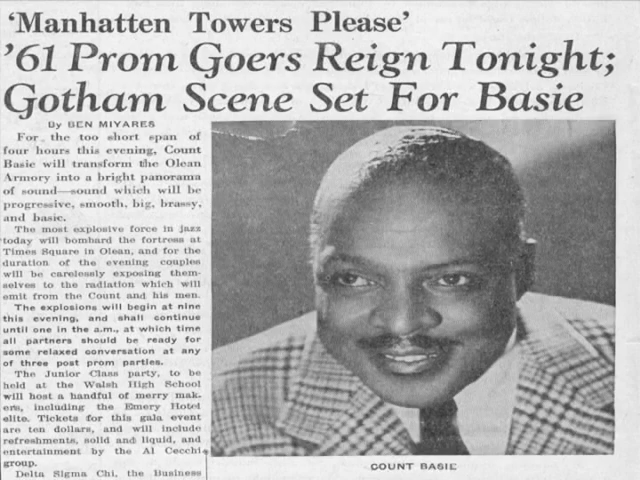 'Manhatten Towers Please'
'61 Prom Goers Reign Tonight;
Gotham Scene Set For Basie
By BEN MIYARES
For the too short span of
four hours this evening, Count
Basie will transform the Olean
Armory into a bright panorama
of sound—sound which will be
progressive, smooth, big, brassy,
and basic.
The most explosive force in jazz
today will bombard the fortress at
Times Square in Olean, and for the
duration of the evening couples
will be carelessly exposing them-
selves to the radiation which will
emit from the Count and his men.
The explosions will begin at nine
this evening, and shall continue
until one in the a.m., at which time
all partners should be ready for
some relaxed conversation at any
of three post prom parties.
The Junior Class party, to be
held at the Walsh High School
will host a handful of merry mak-
ers, including the Emery Hotel
elite. Tickets for this gala event
are ten dollars, and will include
refreshments, solid and liquid, and
entertainment by the Al Cecchi
group.
Delta Sigma Chi, the Business
COUNT BASIE